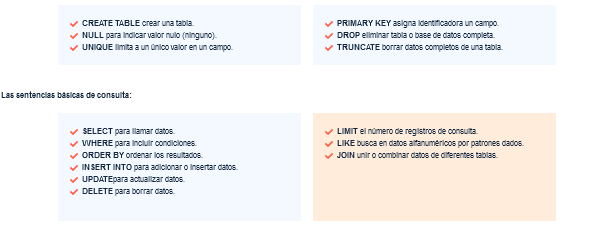 CREATE TABLE crear una tabla.
NULL para indicar valor nulo (ninguno).
UNIQUE limita a un único valor en un campo.
PRIMARY KEY asigna identificadora un campo.
DROP eliminar tabla o base de datos completa.
TRUNCATE borrar datos completos de una tabla.
Las sentencias básicas de consulta:
SELECT para llamar datos.
WHERE para incluir condiciones.
ORDER BY ordenar los resultados.
INSERT INTO para adicionar o insertar datos.
UPDATEpara actualizar datos.
DELETE para borrar datos.
LIMIT el número de registros de consulta.
LIKE busca en datos alfanuméricos por patrones dados.
JOIN unir o combinar datos de diferentes tablas.